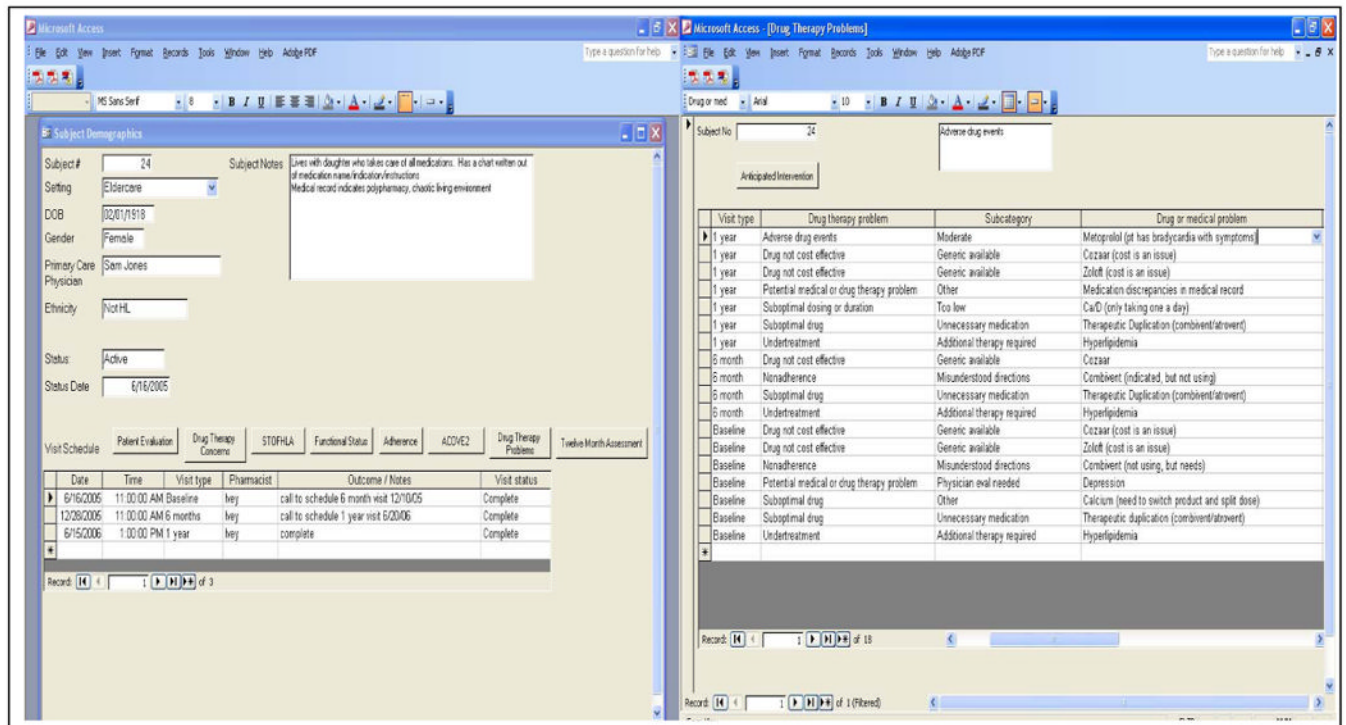 Microsoft Access
File Edit View Insert Format Records Tools Window Help Adobe PDF Type a question for help
MS Sans Serif 8 B I U
Subject Demographics
Subject # 24
Subject Notes Lives with daughter who takes care of all medications. Has a chart written out
of medication name/indication/instructions
Medical record indicates polypharmacy, chaotic living environment
Setting Eldercare
DOB 02/01/1918
Gender Female
Primary Care Physician Sam Jones
Ethnicity Not HL
Status Active
Status Date 6/16/2005
Visit Schedule Patient Evaluation Drug Therapy Concerns STOFHLA Functional Status Adherence ACOVE2 Drug Therapy Problems Twelve Month Assessment
Date Time Visit type Pharmacist Outcome / Notes Visit status
6/16/2005 11:00:00 AM Baseline Ivey call to schedule 6 month visit 12/10/05 Complete
12/28/2005 11:00:00 AM 6 months Ivey call to schedule 1 year visit 6/20/06 Complete
6/15/2006 1:00:00 PM 1 year Ivey complete Complete
Record: 1 of 3
Microsoft Access - [Drug Therapy Problems]
File Edit View Insert Format Records Tools Window Help Adobe PDF Type a question for help
Drug or med Arial 10 B I U
Subject No 24 Adverse drug events
Anticipated Intervention
Visit type Drug therapy problem Subcategory Drug or medical problem
1 year Adverse drug events Moderate Metoprolol (pt has bradycardia with symptoms)
1 year Drug not cost effective Generic available Cozaar (cost is an issue)
1 year Drug not cost effective Generic available Zoloft (cost is an issue)
1 year Potential medical or drug therapy problem Other Medication discrepancies in medical record
1 year Suboptimal dosing or duration Too low Ca/D (only taking one a day)
1 year Suboptimal drug Unnecessary medication Therapeutic Duplication (combivent/atrovent)
1 year Undertreatment Additional therapy required Hyperlipidemia
6 month Drug not cost effective Generic available Cozaar
6 month Nonadherence Misunderstood directions Combivent (indicated, but not using)
6 month Suboptimal drug Unnecessary medication Therapeutic Duplication (combivent/atrovent)
6 month Undertreatment Additional therapy required Hyperlipidemia
Baseline Drug not cost effective Generic available Cozaar (cost is an issue)
Baseline Drug not cost effective Generic available Zoloft (cost is an issue)
Baseline Nonadherence Misunderstood directions Combivent (not using, but needs)
Baseline Potential medical or drug therapy problem Physician eval needed Depression
Baseline Suboptimal drug Other Calcium (need to switch product and split dose)
Baseline Suboptimal drug Unnecessary medication Therapeutic duplication (combivent/atrovent)
Baseline Undertreatment Additional therapy required Hyperlipidemia
Record: 1 of 18
Record: 1 of 1 (Filtered)